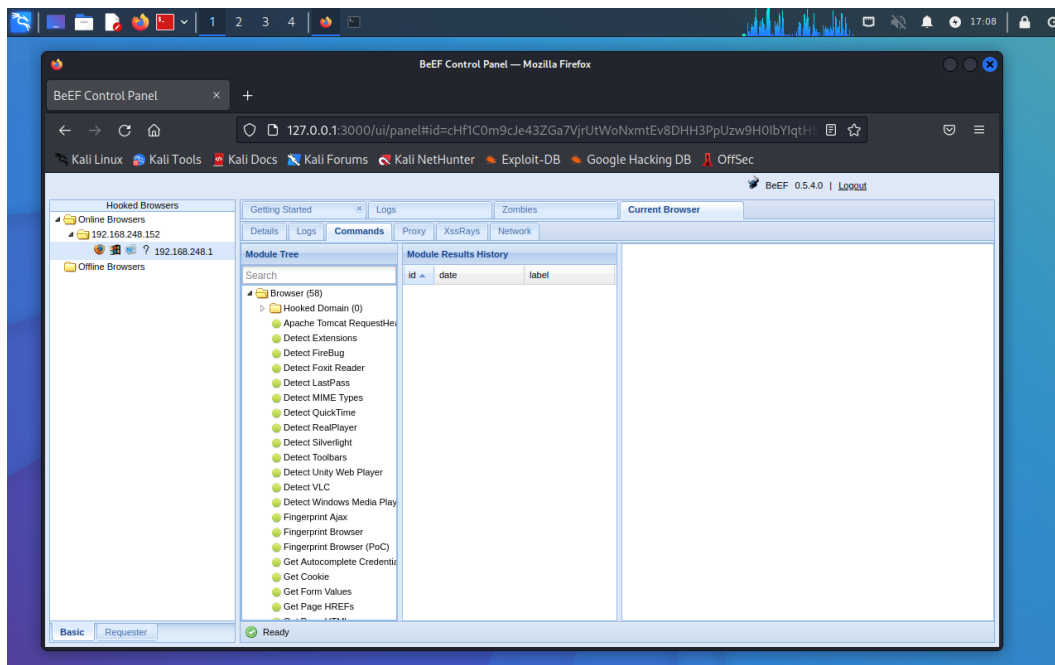 1 2 3 4 17:08
BeEF Control Panel — Mozilla Firefox
BeEF Control Panel
127.0.0.1:3000/ui/panel#id=cHf1C0m9cJe43ZGa7VjrUtWoNxmtEv8DHH3PpUzw9H0IbYIqtH
Kali Linux Kali Tools Kali Docs Kali Forums Kali NetHunter Exploit-DB Google Hacking DB OffSec
BeEF 0.5.4.0 | Logout
Hooked Browsers
Online Browsers
192.168.248.152
? 192.168.248.1
Offline Browsers
Basic Requester
Getting Started Logs Zombies Current Browser
Details Logs Commands Proxy XssRays Network
Module Tree
Search
Browser (58)
Hooked Domain (0)
Apache Tomcat RequestHea
Detect Extensions
Detect FireBug
Detect Foxit Reader
Detect LastPass
Detect MIME Types
Detect QuickTime
Detect RealPlayer
Detect Silverlight
Detect Toolbars
Detect Unity Web Player
Detect VLC
Detect Windows Media Play
Fingerprint Ajax
Fingerprint Browser
Fingerprint Browser (PoC)
Get Autocomplete Credentia
Get Cookie
Get Form Values
Get Page HREFs
Module Results History
id date label
Ready